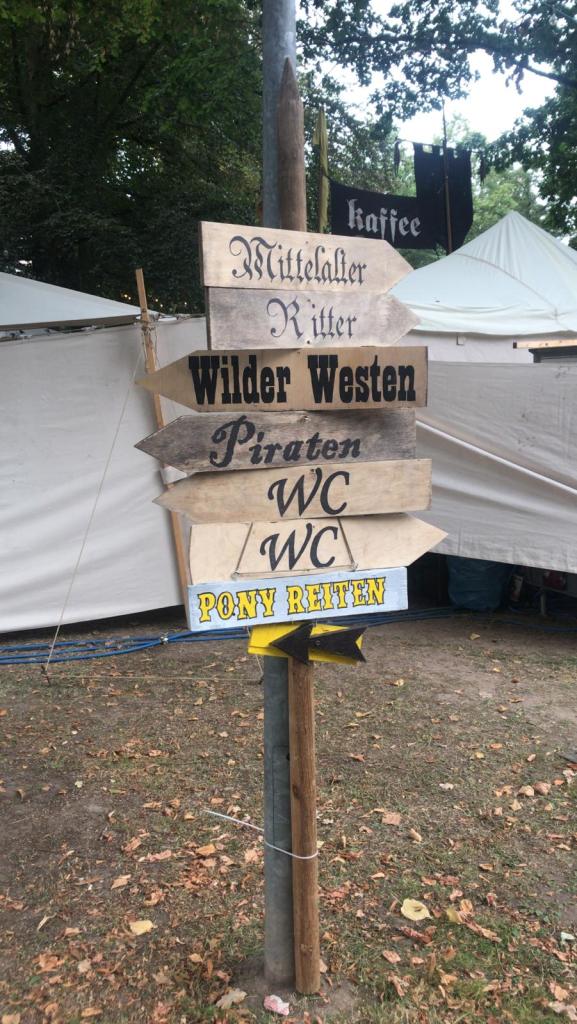 kaffee
Mittelalter
Ritter
Wilder Westen
Piraten
WC
WC
PONY REITEN